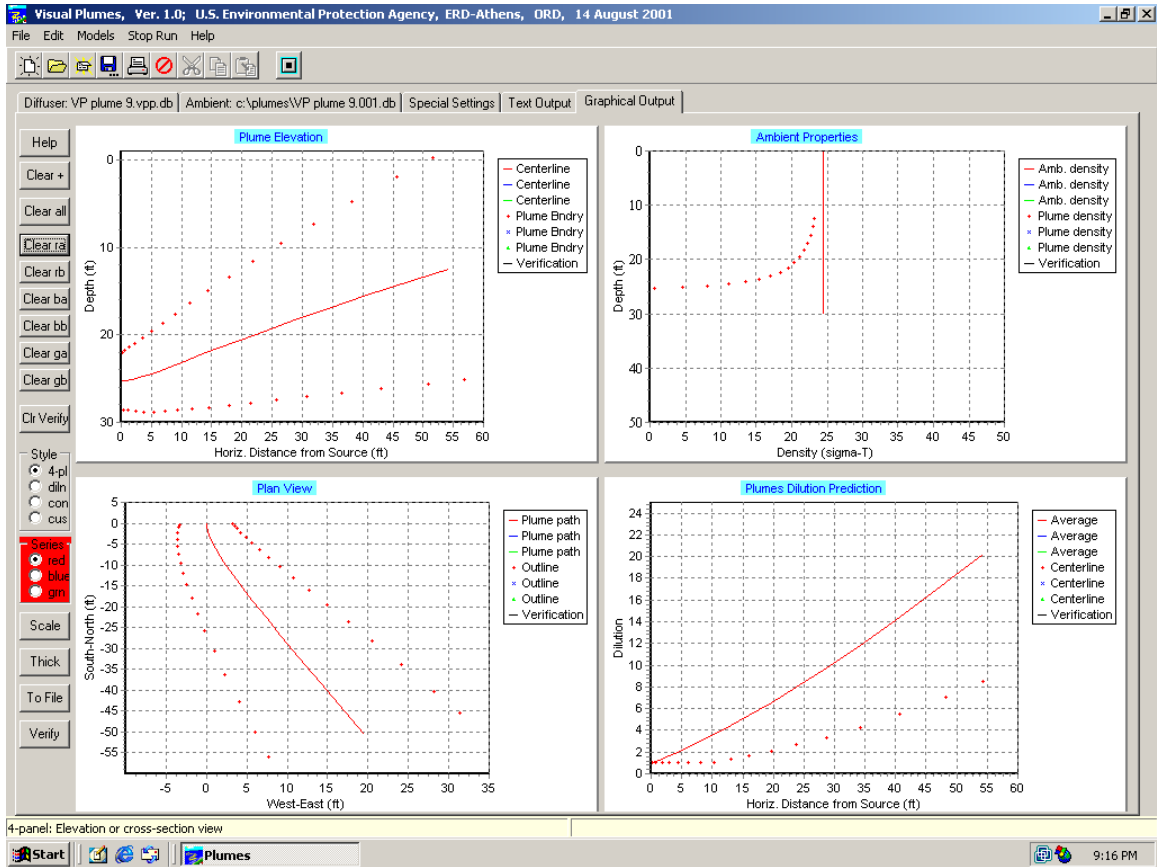 Visual Plumes, Ver. 1.0; U.S. Environmental Protection Agency, ERD-Athens, ORD, 14 August 2001
File Edit Models Stop Run Help
Diffuser: VP plume 9.vpp.db
Ambient: c:\plumes\VP plume 9.001.db
Special Settings
Text Output
Graphical Output
Help
Clear +
Clear all
Clear ra
Clear rb
Clear ba
Clear bb
Clear ga
Clear gb
Clr Verify
Style
4-pl
diln
con
cus
Series
red
blue
grn
Scale
Thick
To File
Verify
Plume Elevation
0
10
20
30
Depth (ft)
0 5 10 15 20 25 30 35 40 45 50 55 60
Horiz. Distance from Source (ft)
Centerline
Centerline
Centerline
Plume Bndry
Plume Bndry
Plume Bndry
Verification
Ambient Properties
0
10
20
30
40
50
Depth (ft)
0 5 10 15 20 25 30 35 40 45 50
Density (sigma-T)
Amb. density
Amb. density
Amb. density
Plume density
Plume density
Plume density
Verification
Plan View
5
0
-5
-10
-15
-20
-25
-30
-35
-40
-45
-50
-55
South-North (ft)
-5 0 5 10 15 20 25 30 35
West-East (ft)
Plume path
Plume path
Plume path
Outline
Outline
Outline
Verification
Plumes Dilution Prediction
24
22
20
18
16
14
12
10
8
6
4
2
0
Dilution
0 5 10 15 20 25 30 35 40 45 50 55 60
Horiz. Distance from Source (ft)
Average
Average
Average
Centerline
Centerline
Centerline
Verification
4-panel: Elevation or cross-section view
Start
Plumes
9:16 PM